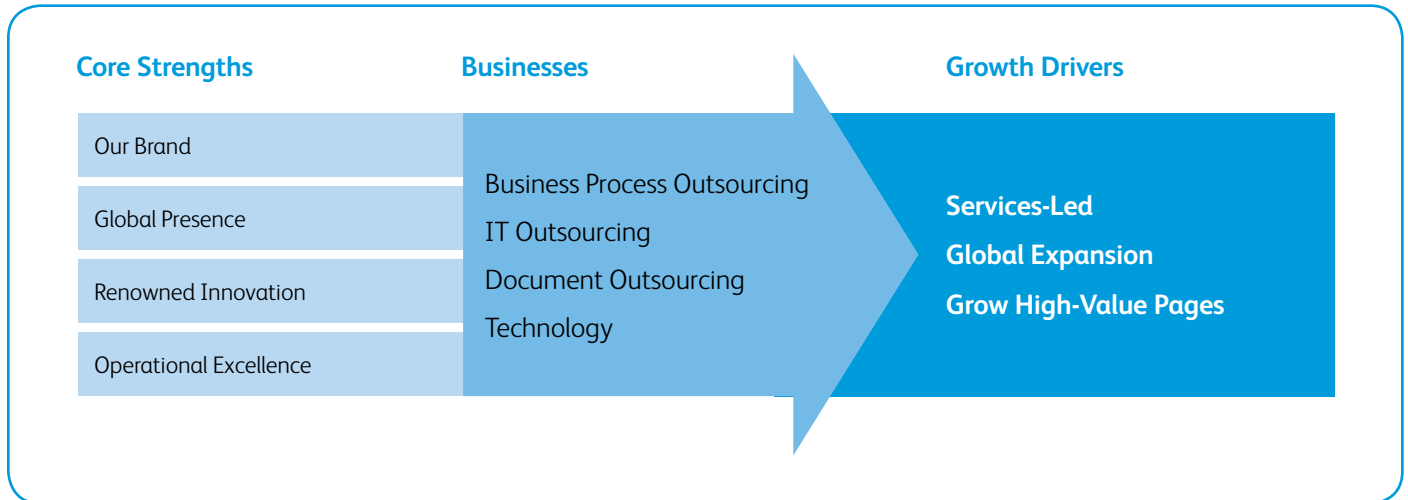 Core Strengths
Businesses
Growth Drivers
Our Brand
Global Presence
Renowned Innovation
Operational Excellence
Business Process Outsourcing
IT Outsourcing
Document Outsourcing
Technology
Services-Led
Global Expansion
Grow High-Value Pages